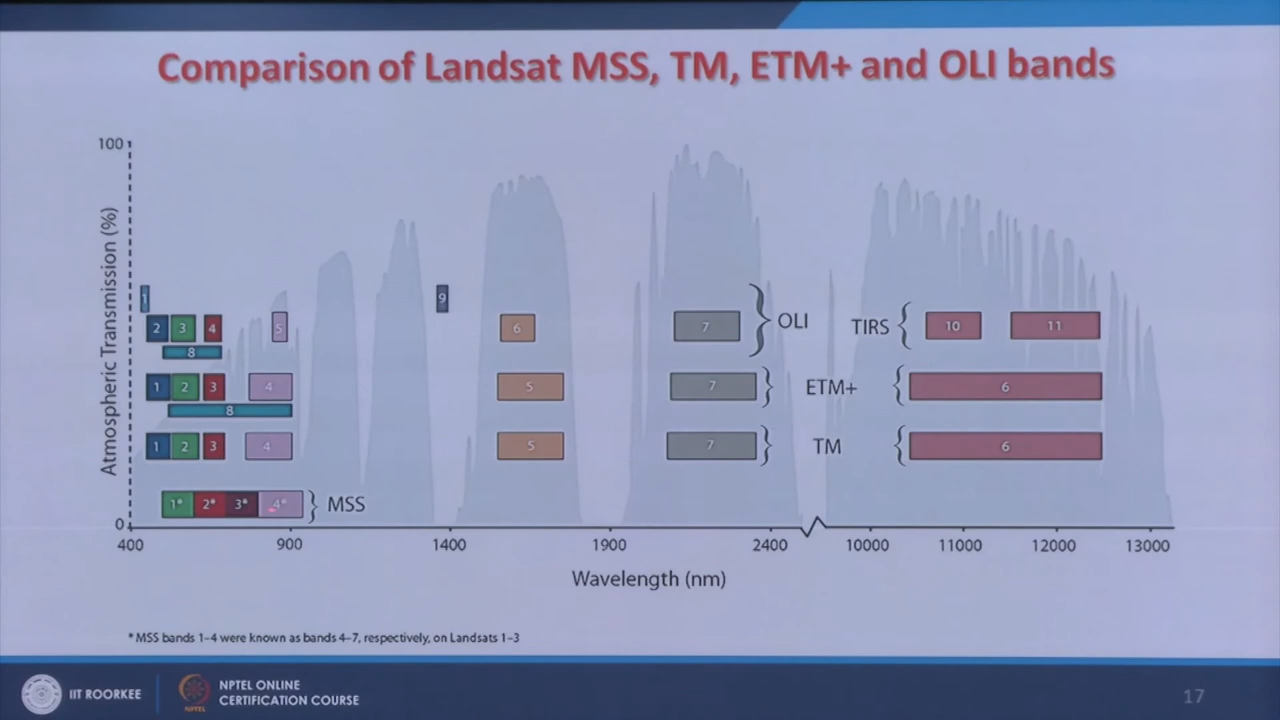 Comparison of Landsat MSS, TM, ETM+ and OLI bands
Atmospheric Transmission (%)
100
0
1
9
2 3 4 5 6 7 OLI TIRS 10 11
8
1 2 3 4 5 7 ETM+ 6
8
1 2 3 4 5 7 TM 6
1* 2* 3* 4* MSS
400 900 1400 1900 2400 10000 11000 12000 13000
Wavelength (nm)
* MSS bands 1–4 were known as bands 4–7, respectively, on Landsats 1–3
IIT ROORKEE
NPTEL
NPTEL ONLINE
CERTIFICATION COURSE
17